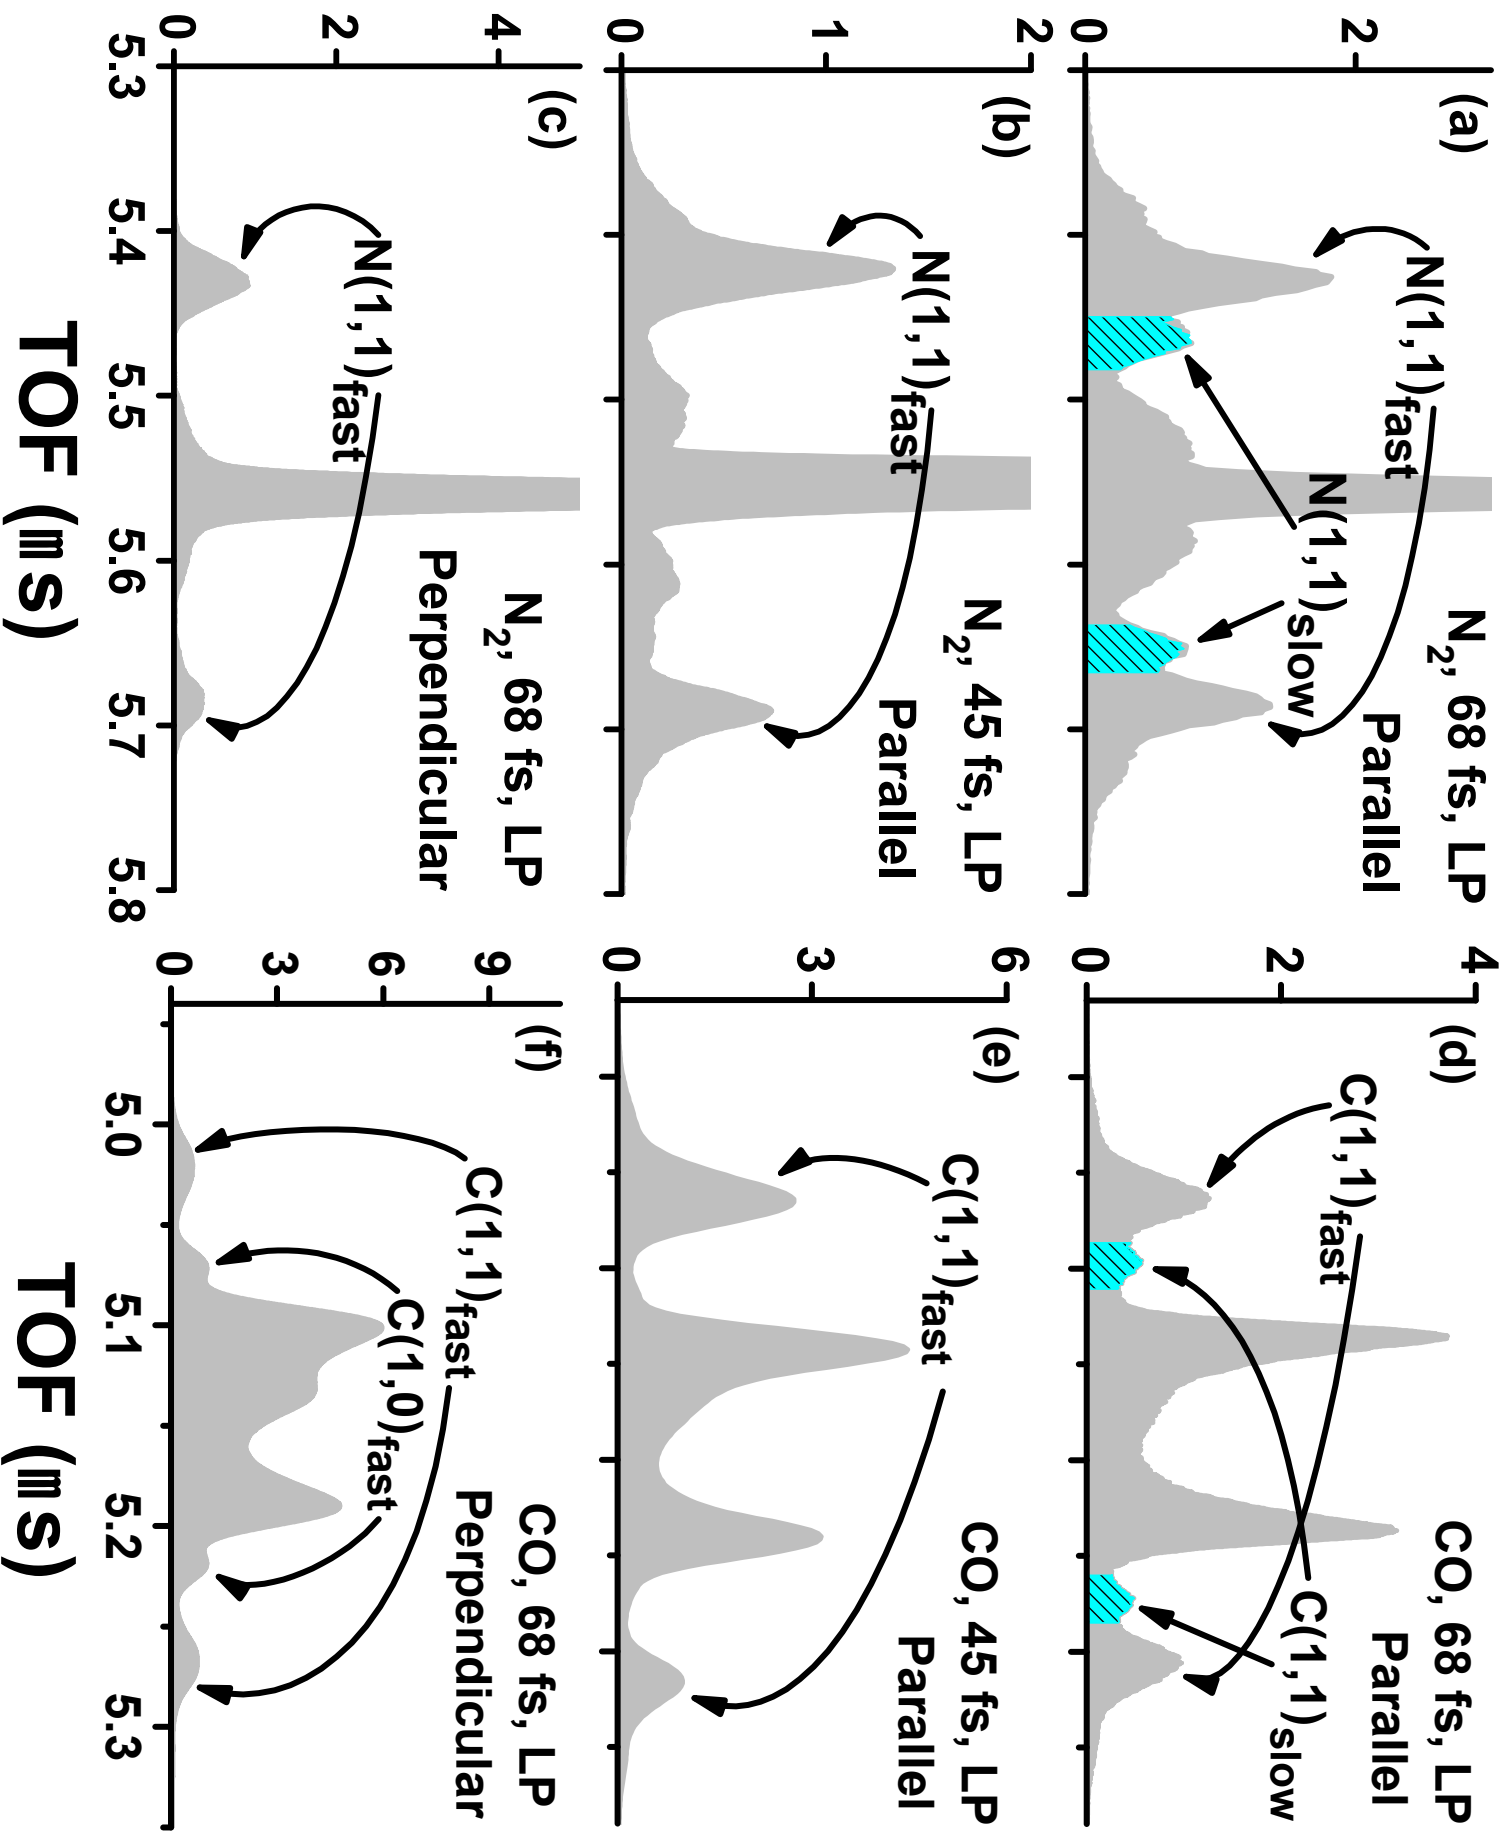 (a)
N₂, 68 fs, LP
Parallel
N(1,1)fast
N(1,1)slow
0
2
(b)
N₂, 45 fs, LP
Parallel
N(1,1)fast
0
1
2
(c)
N₂, 68 fs, LP
Perpendicular
N(1,1)fast
0
2
4
5.3 5.4 5.5 5.6 5.7 5.8
TOF (ms)
(d)
CO, 68 fs, LP
Parallel
C(1,1)fast
C(1,1)slow
0
2
4
(e)
CO, 45 fs, LP
Parallel
C(1,1)fast
0
3
6
(f)
CO, 68 fs, LP
Perpendicular
C(1,1)fast
C(1,0)fast
0
3
6
9
5.0 5.1 5.2 5.3
TOF (ms)